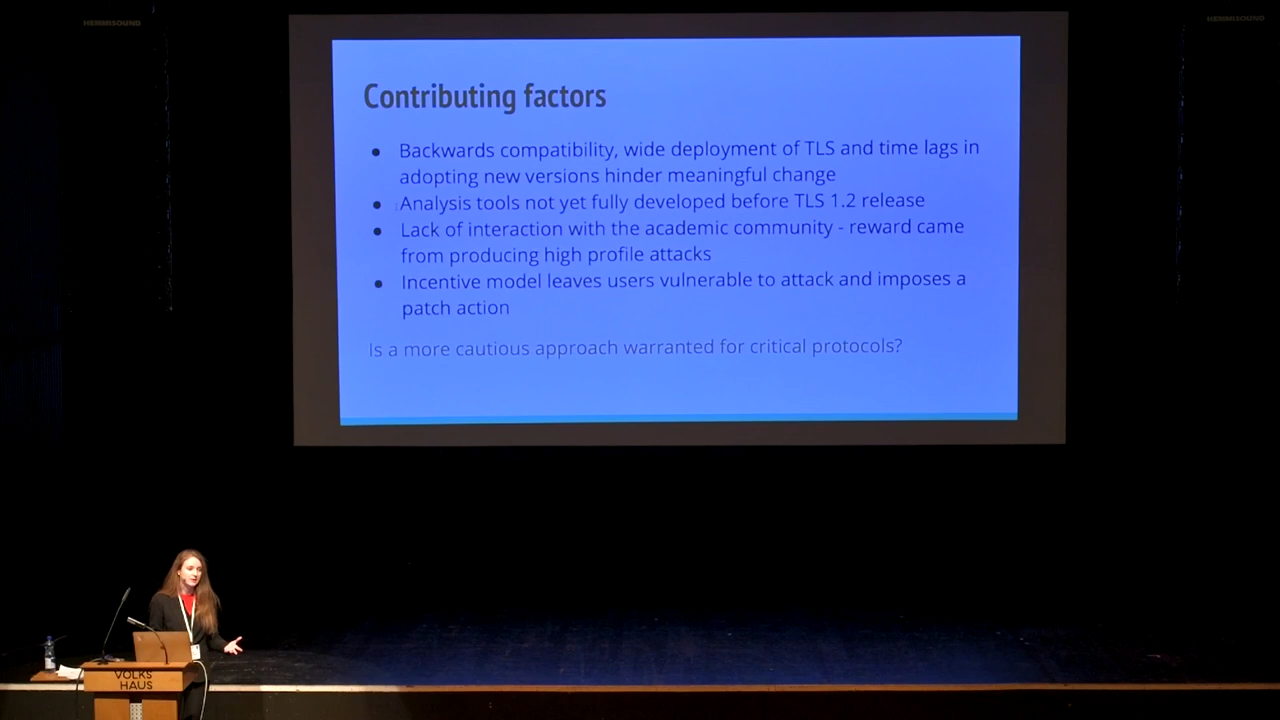 HEMMISOUND
HEMMISOUND
Contributing factors
● Backwards compatibility, wide deployment of TLS and time lags in
adopting new versions hinder meaningful change
● Analysis tools not yet fully developed before TLS 1.2 release
● Lack of interaction with the academic community - reward came
from producing high profile attacks
● Incentive model leaves users vulnerable to attack and imposes a
patch action
Is a more cautious approach warranted for critical protocols?
VOLKS
HAUS